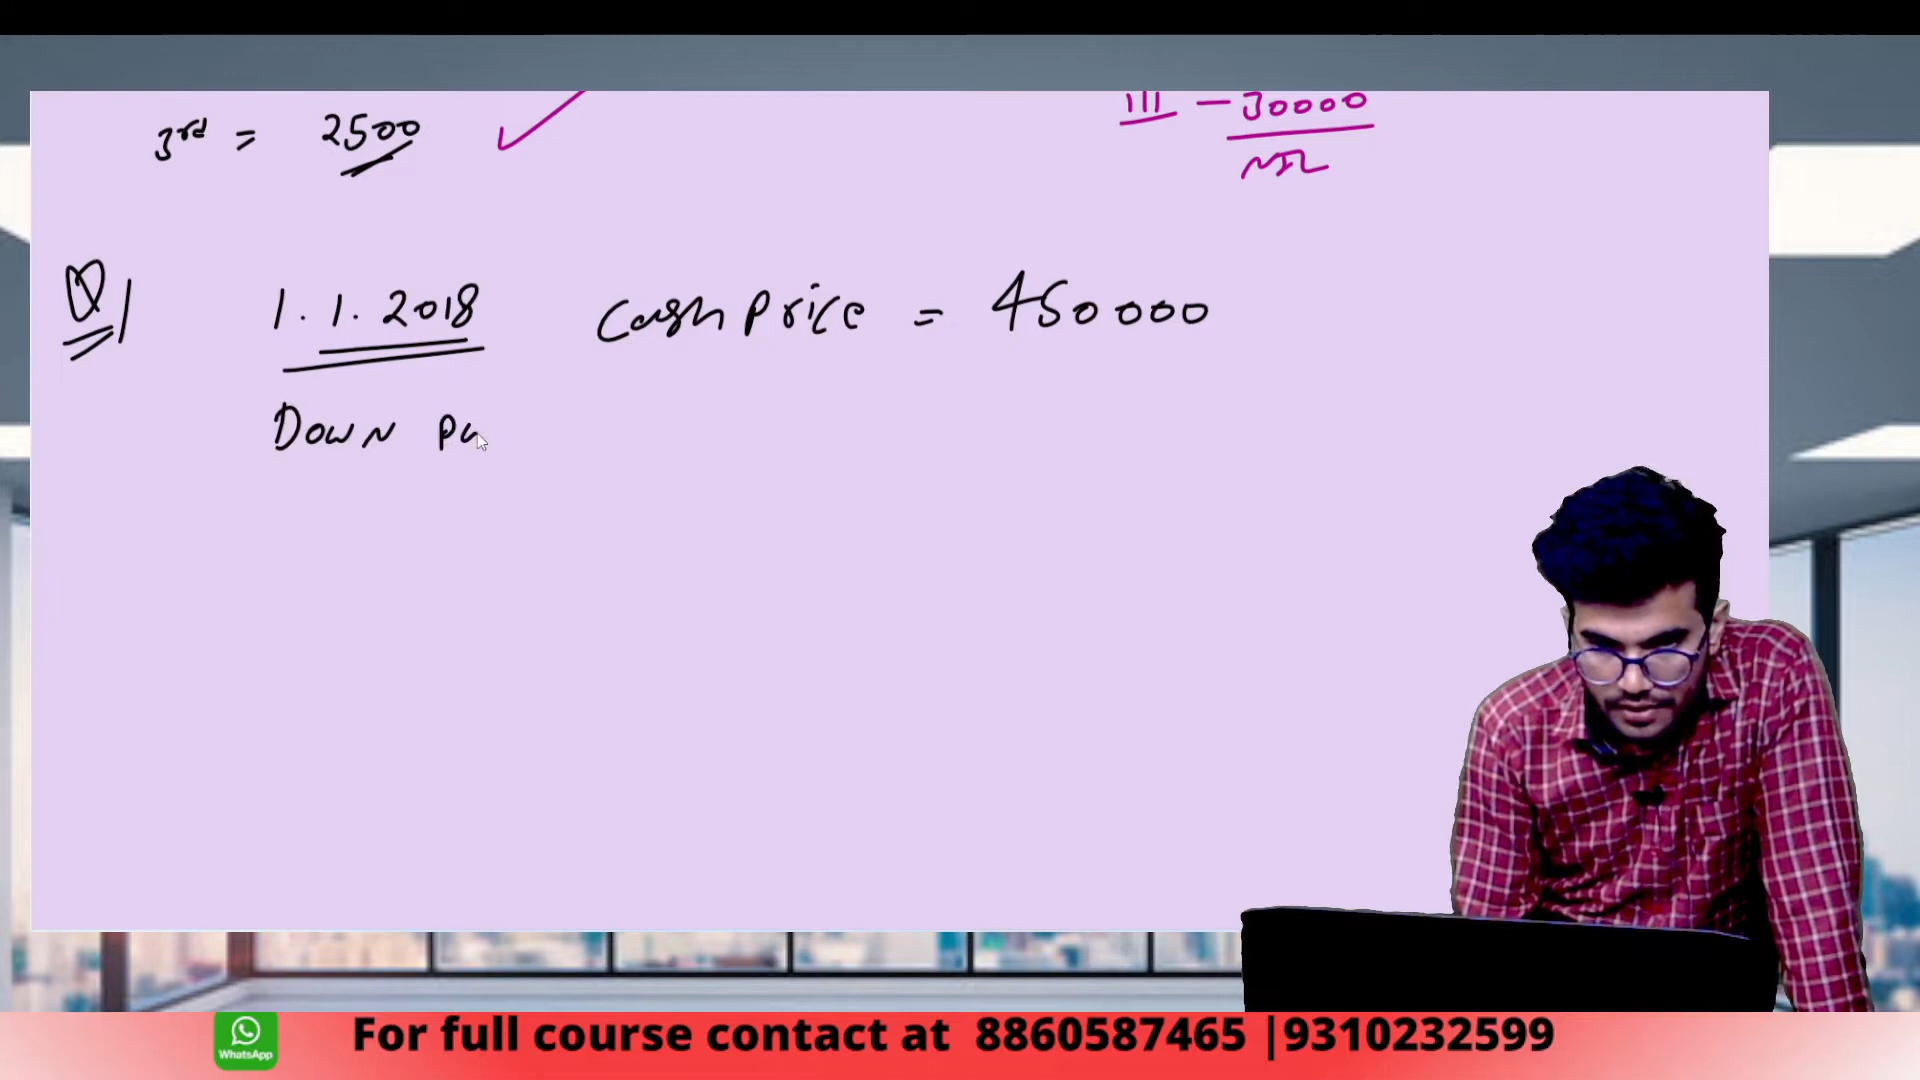 III - 30000
3rd = 2500
NIL
Q1 1.1.2018 Cash Price = 450000
Down Pa
WhatsApp
For full course contact at 8860587465 |9310232599